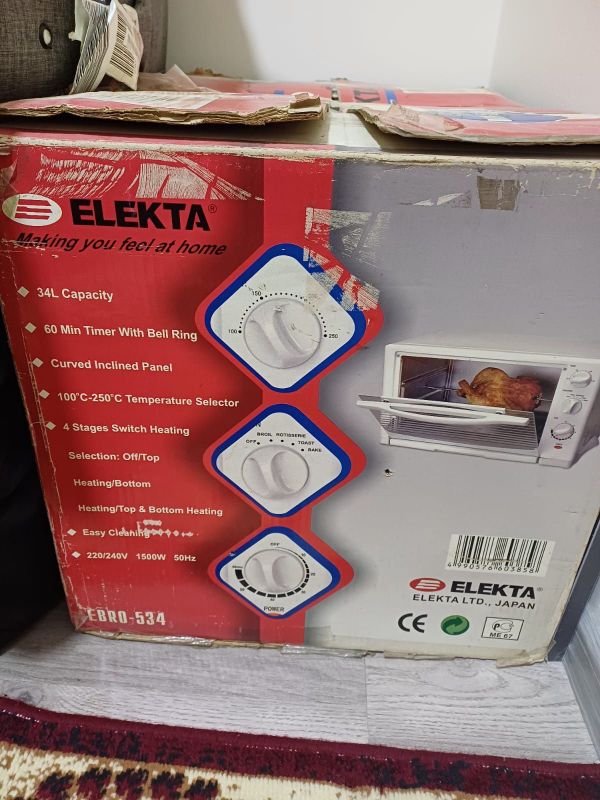 ELEKTA®
Making you feel at home
34L Capacity
60 Min Timer With Bell Ring
Curved Inclined Panel
100°C-250°C Temperature Selector
4 Stages Switch Heating
Selection: Off/Top
Heating/Bottom
Heating/Top & Bottom Heating
Easy Cleaning
220/240V 1500W 50Hz
EBRO-534
150
100
250
BROIL ROTISSERIE
OFF TOAST
BAKE
OFF
POWER
4990576603858
ELEKTA®
ELEKTA LTD., JAPAN
CE
ME 67